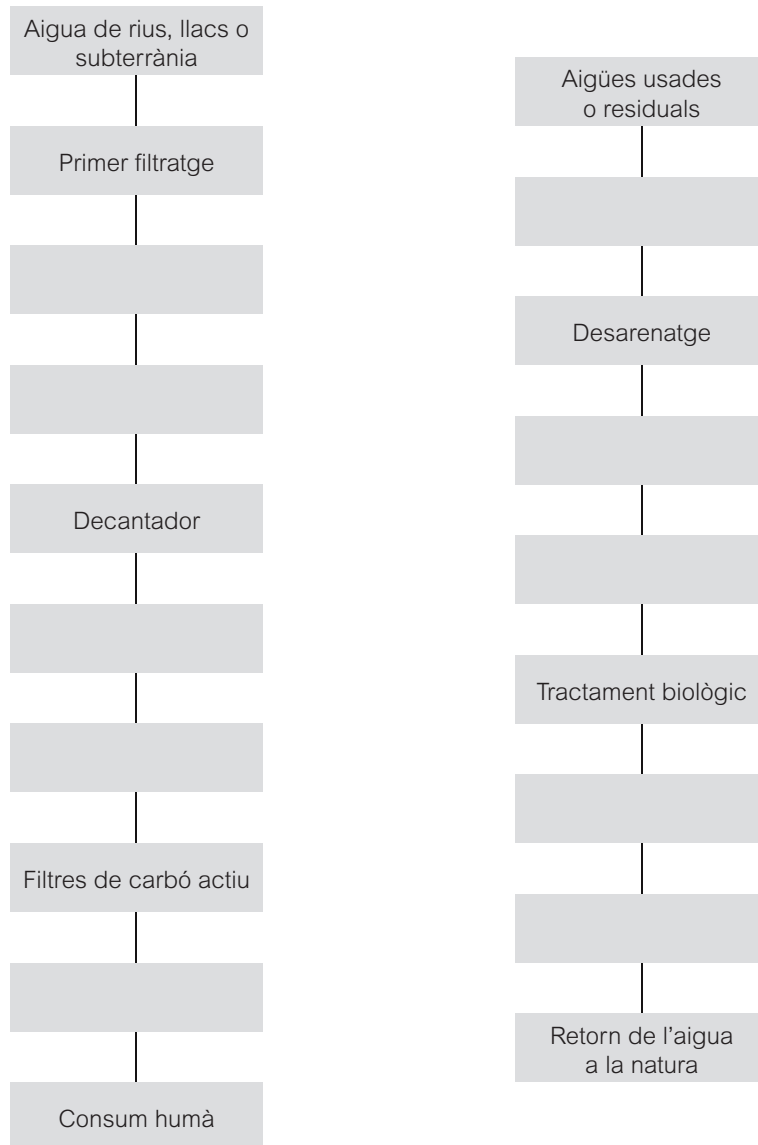 Aigua de rius, llacs o
subterrània
Primer filtratge
Decantador
Filtres de carbó actiu
Consum humà
Aigües usades
o residuals
Desarenatge
Tractament biològic
Retorn de l’aigua
a la natura